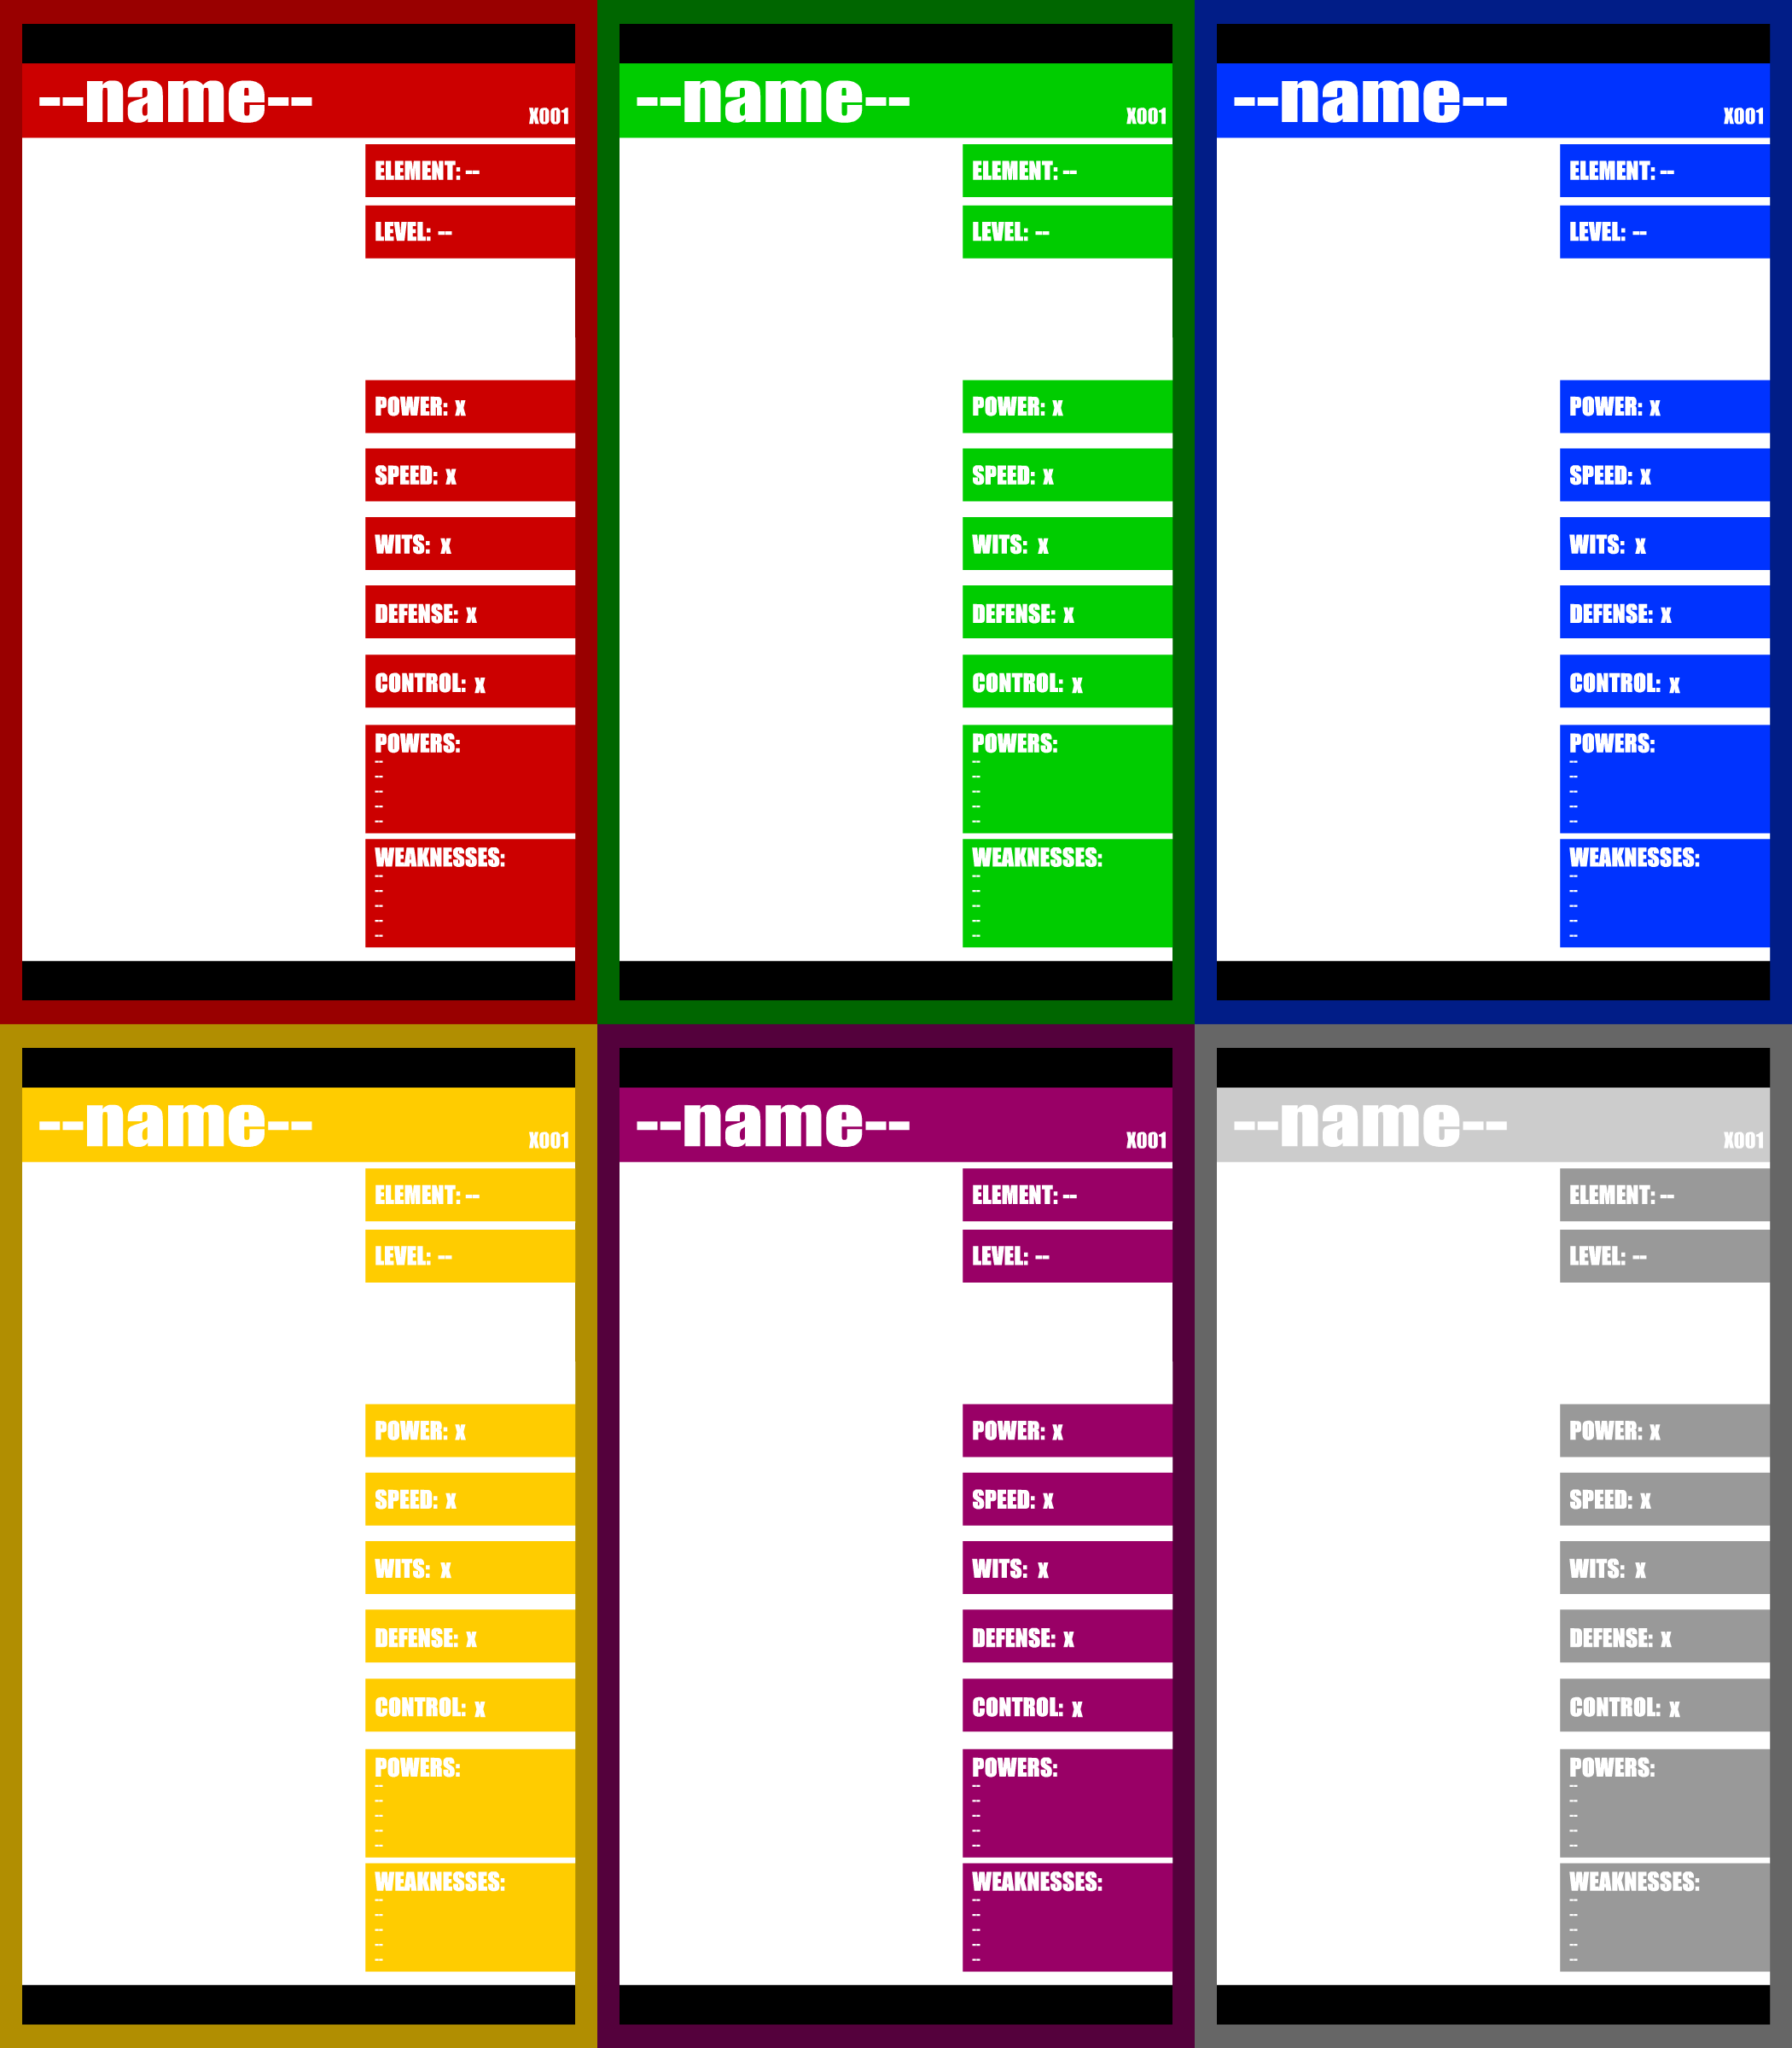 --name--
X001
ELEMENT: --
LEVEL: --
POWER: X
SPEED: X
WITS: X
DEFENSE: X
CONTROL: X
POWERS:
--
--
--
--
--
WEAKNESSES:
--
--
--
--
--
--name--
X001
ELEMENT: --
LEVEL: --
POWER: X
SPEED: X
WITS: X
DEFENSE: X
CONTROL: X
POWERS:
--
--
--
--
--
WEAKNESSES:
--
--
--
--
--
--name--
X001
ELEMENT: --
LEVEL: --
POWER: X
SPEED: X
WITS: X
DEFENSE: X
CONTROL: X
POWERS:
--
--
--
--
--
WEAKNESSES:
--
--
--
--
--
--name--
X001
ELEMENT: --
LEVEL: --
POWER: X
SPEED: X
WITS: X
DEFENSE: X
CONTROL: X
POWERS:
--
--
--
--
--
WEAKNESSES:
--
--
--
--
--
--name--
X001
ELEMENT: --
LEVEL: --
POWER: X
SPEED: X
WITS: X
DEFENSE: X
CONTROL: X
POWERS:
--
--
--
--
--
WEAKNESSES:
--
--
--
--
--
--name--
X001
ELEMENT: --
LEVEL: --
POWER: X
SPEED: X
WITS: X
DEFENSE: X
CONTROL: X
POWERS:
--
--
--
--
--
WEAKNESSES:
--
--
--
--
--